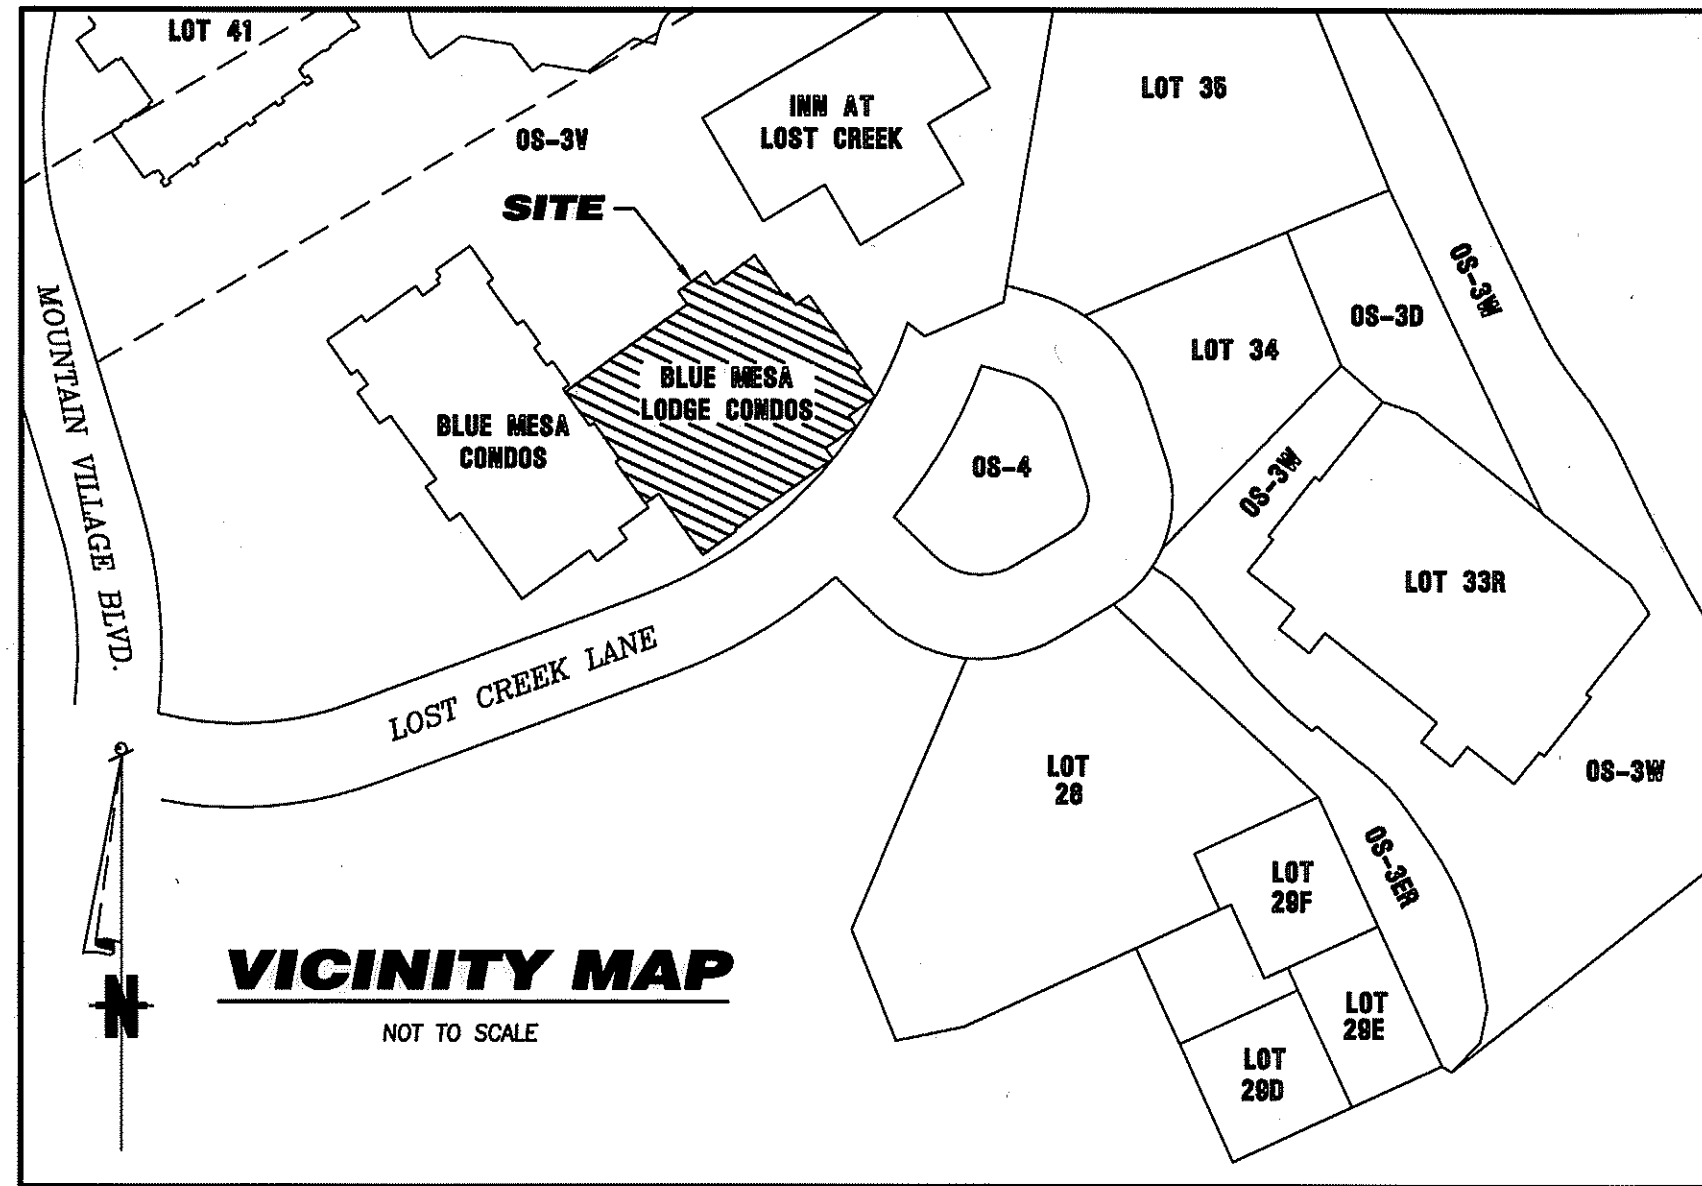 LOT 41
OS-3V
INN AT
LOST CREEK
LOT 35
SITE
OS-3W
OS-3D
LOT 34
MOUNTAIN VILLAGE BLVD.
BLUE MESA
LODGE CONDOS
BLUE MESA
CONDOS
OS-4
OS-3W
LOT 33R
LOST CREEK LANE
LOT
28
OS-3W
OS-3ER
LOT
29F
VICINITY MAP
N
NOT TO SCALE
LOT
29E
LOT
29D